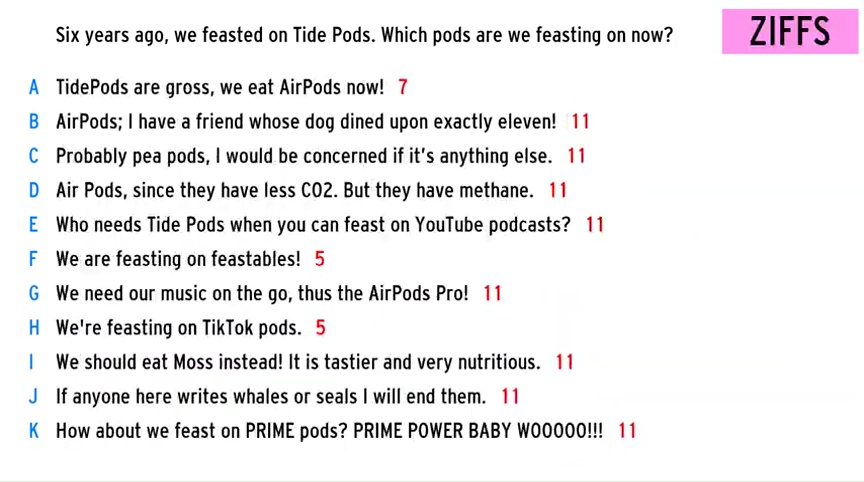 Six years ago, we feasted on Tide Pods. Which pods are we feasting on now?
ZIFFS
A TidePods are gross, we eat AirPods now! 7
B AirPods; I have a friend whose dog dined upon exactly eleven! 11
C Probably pea pods, I would be concerned if it's anything else. 11
D Air Pods, since they have less CO2. But they have methane. 11
E Who needs Tide Pods when you can feast on YouTube podcasts? 11
F We are feasting on feastables! 5
G We need our music on the go, thus the AirPods Pro! 11
H We're feasting on TikTok pods. 5
I We should eat Moss instead! It is tastier and very nutritious. 11
J If anyone here writes whales or seals I will end them. 11
K How about we feast on PRIME pods? PRIME POWER BABY WOOOOO!!! 11